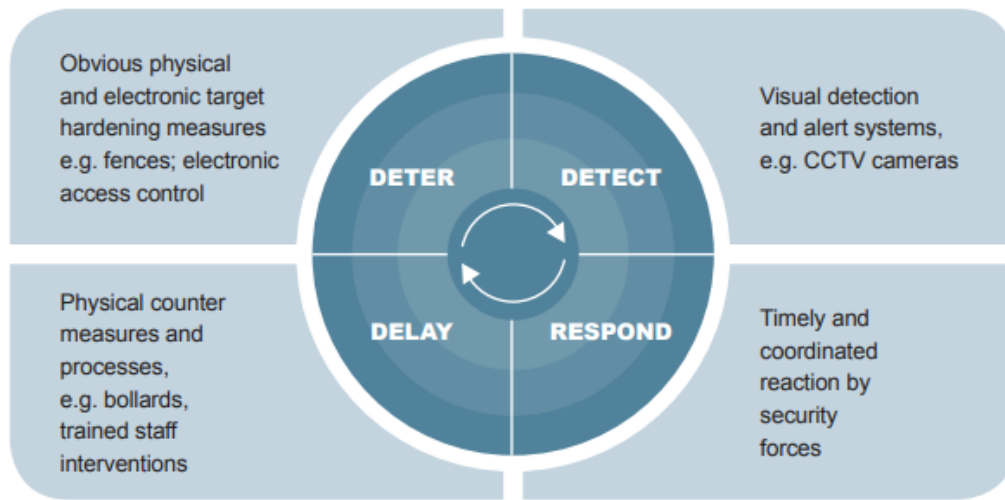 Obvious physical
and electronic target
hardening measures
e.g. fences; electronic
access control
DETER
DETECT
Visual detection
and alert systems,
e.g. CCTV cameras
Physical counter
measures and
processes,
e.g. bollards,
trained staff
interventions
DELAY
RESPOND
Timely and
coordinated
reaction by
security
forces